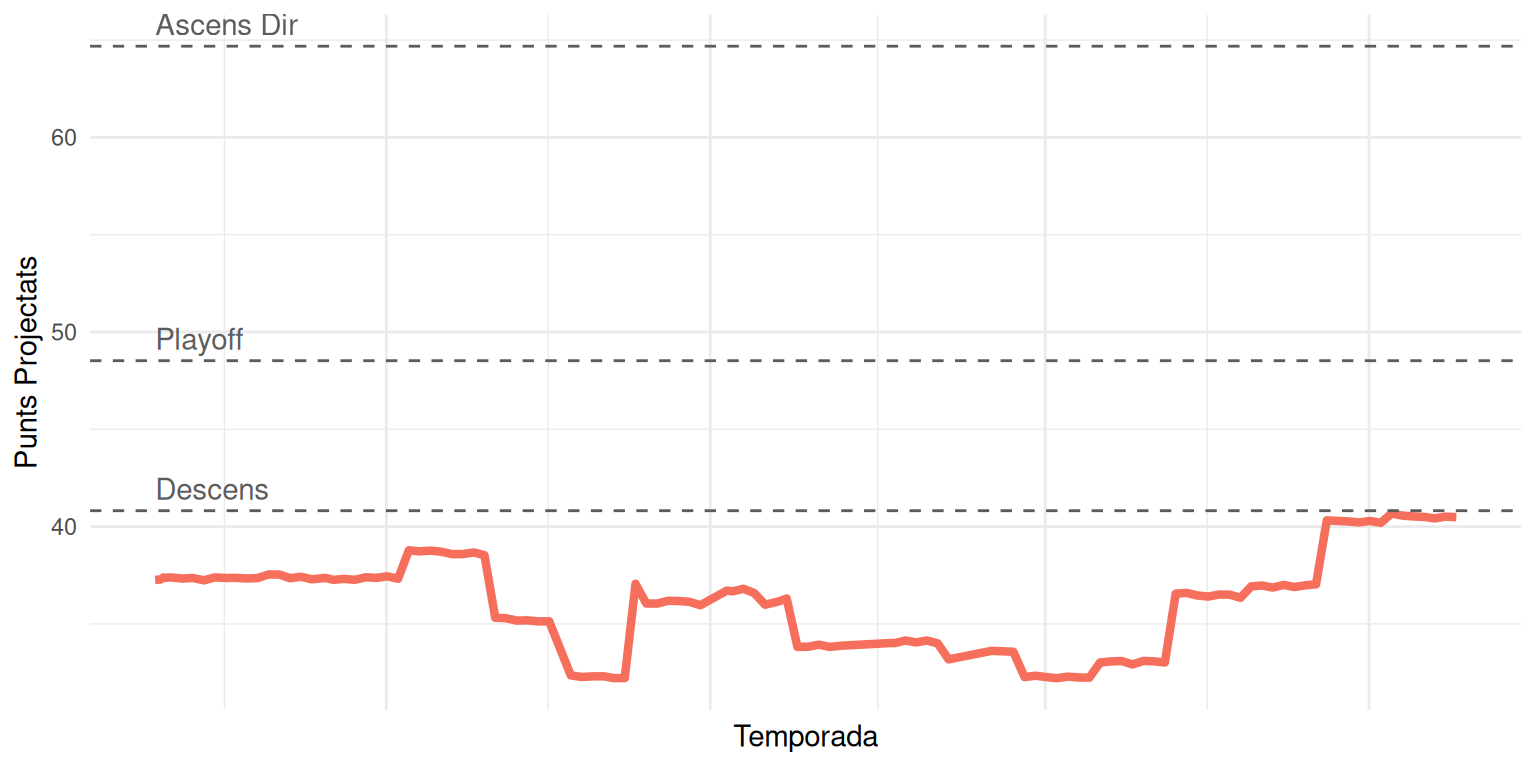 Ascens Dir
60
Playoff
50
Descens
40
Punts Projectats
Temporada